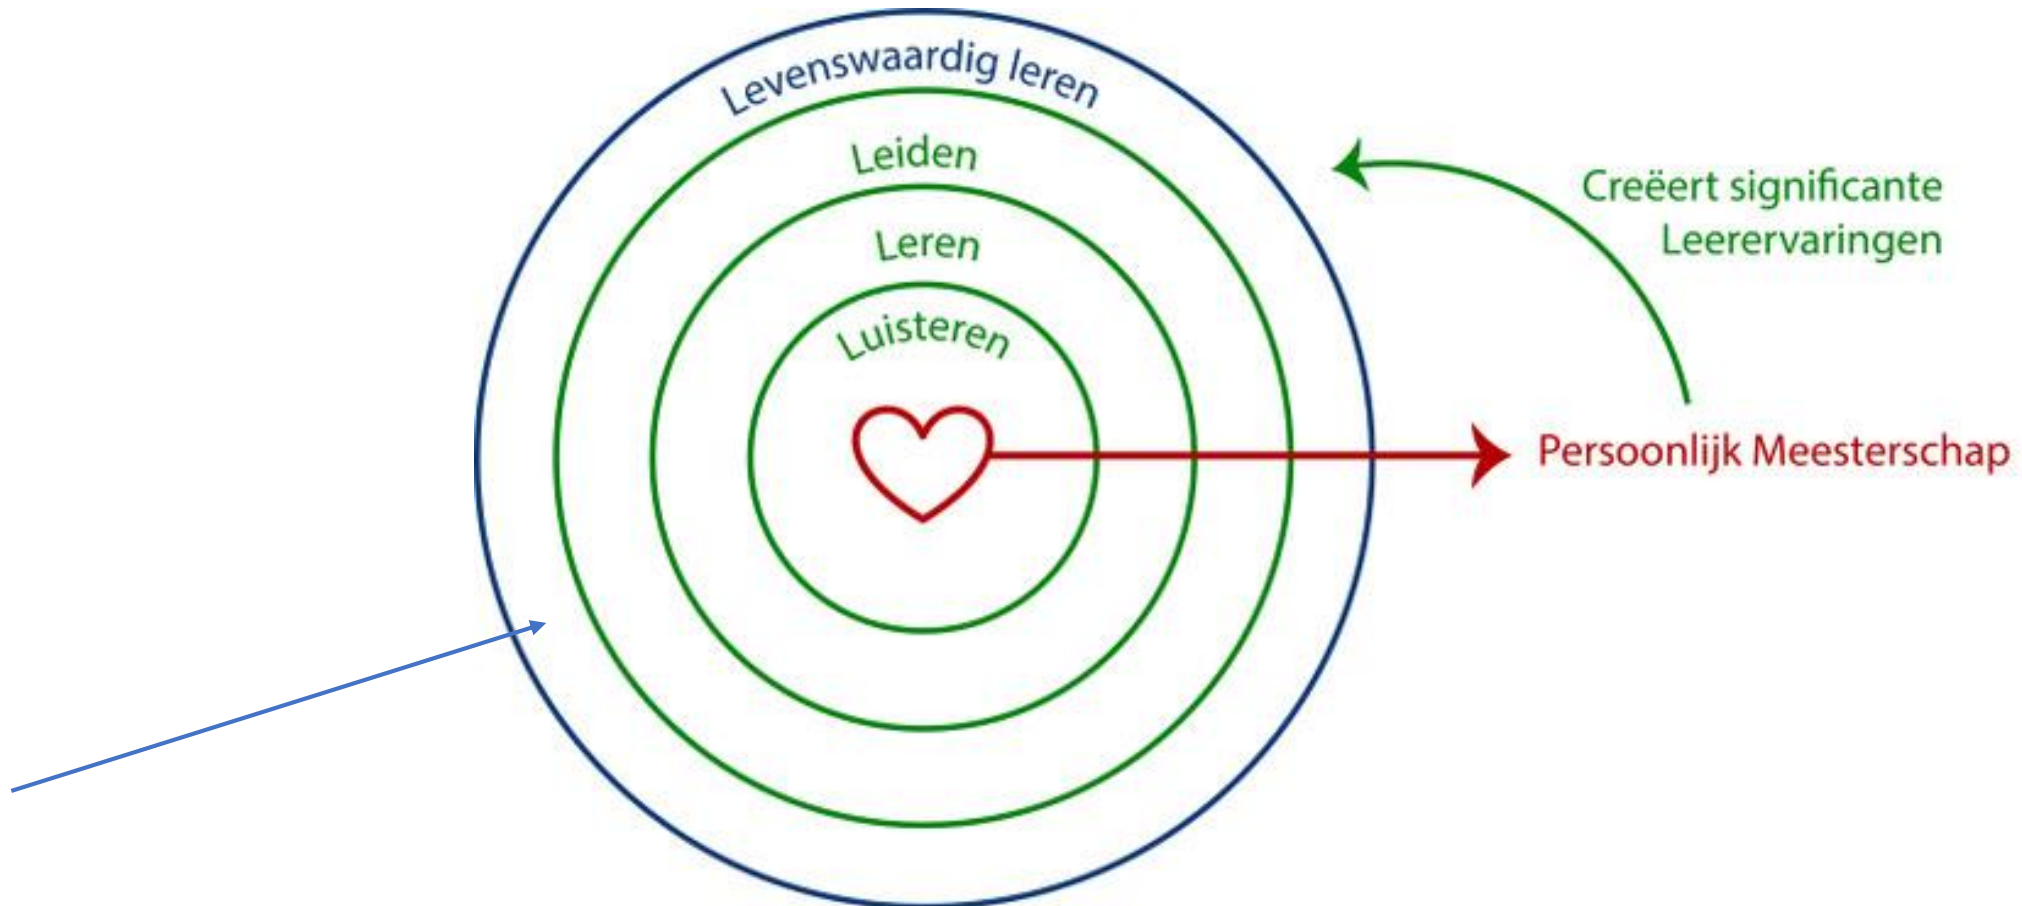 Levenswaardig leren
Leiden
Leren
Luisteren
Creëert significante
Leerervaringen
Persoonlijk Meesterschap